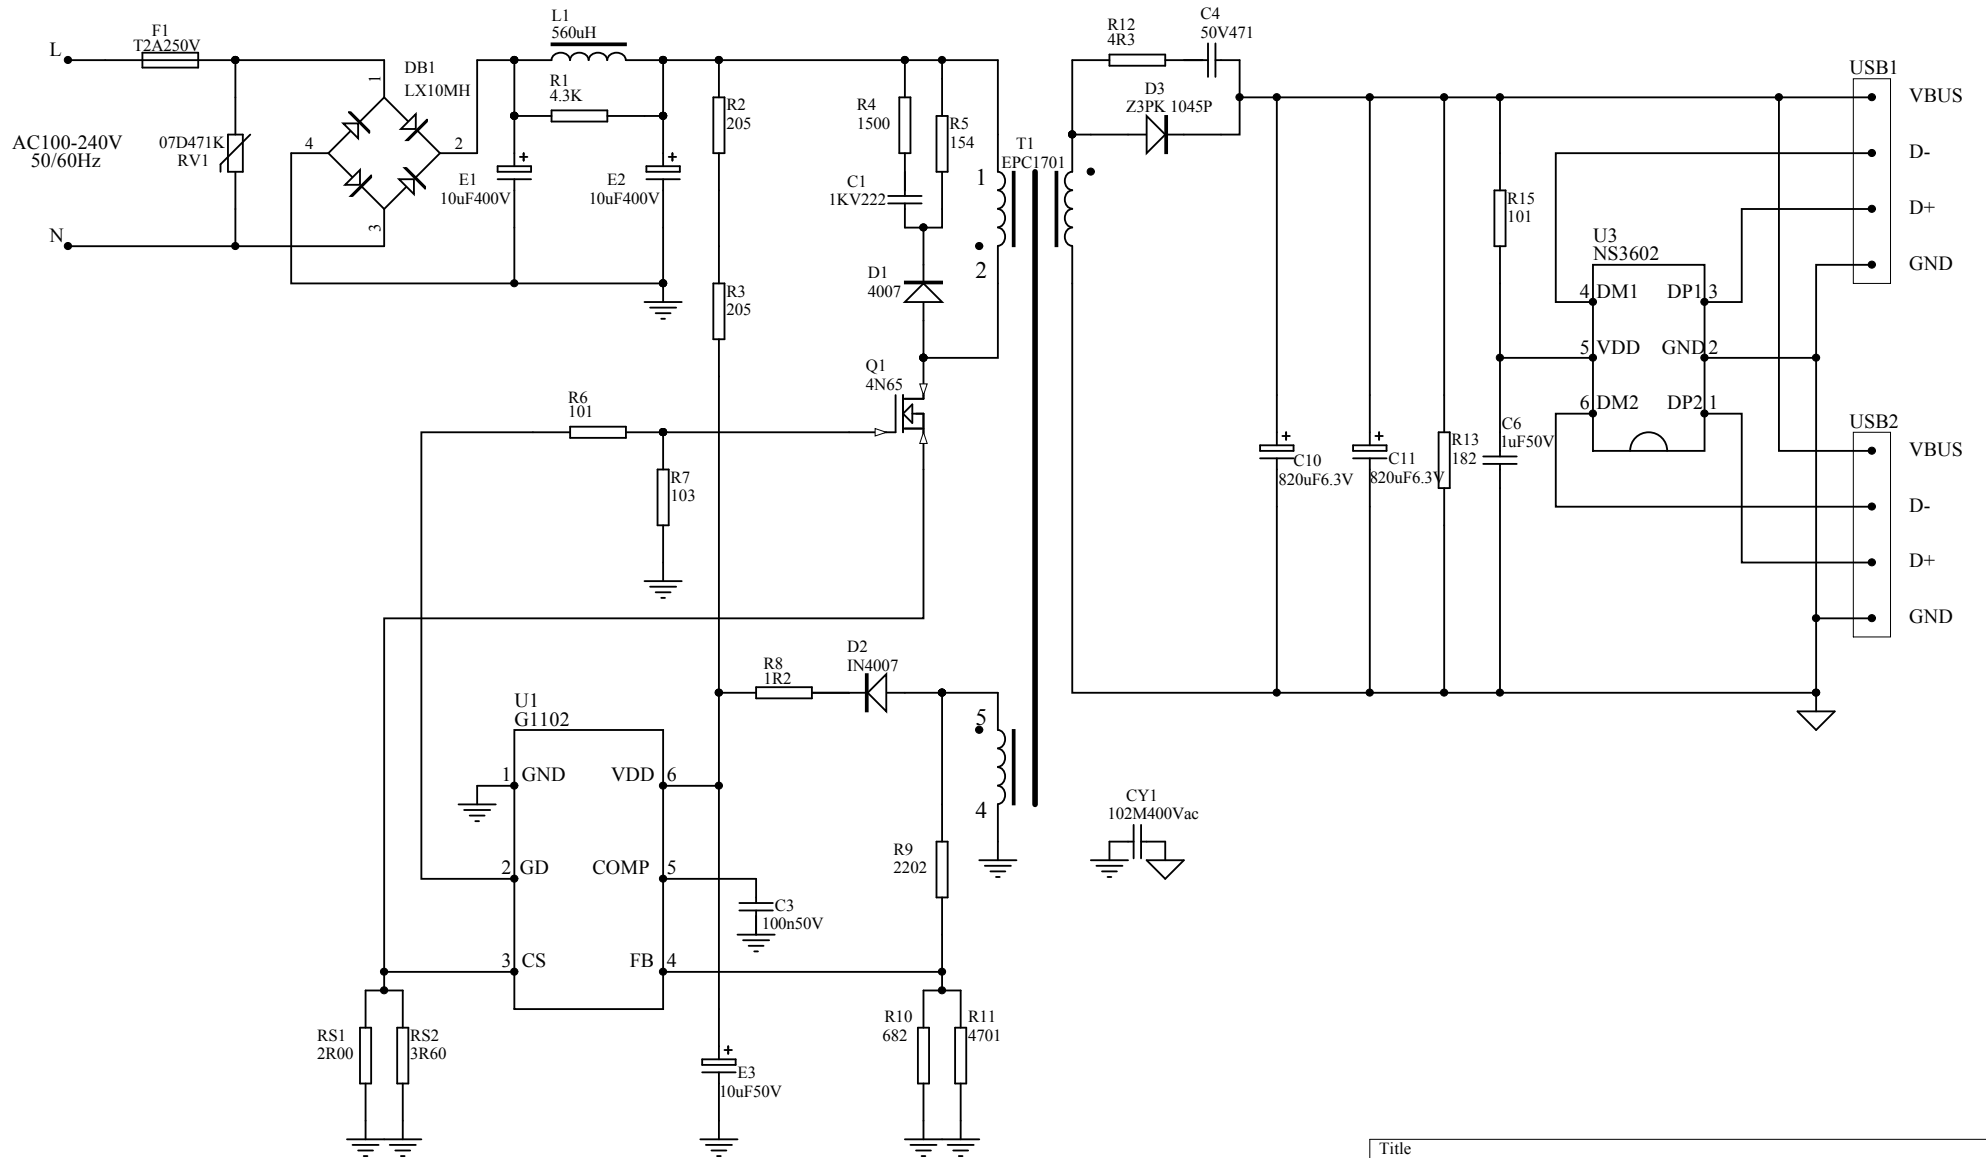 L
F1
T2A250V
AC100-240V
50/60Hz
07D471K
RV1
N
DB1
LX10MH
1
4
2
3
L1
560uH
R1
4.3K
E1
10uF400V
E2
10uF400V
R2
205
R3
205
R4
1500
R5
154
C1
1KV222
D1
4007
Q1
4N65
R6
101
R7
103
T1
EPC1701
1
2
R12
4R3
C4
50V471
D3
Z3PK 1045P
C10
820uF6.3V
C11
820uF6.3V
R13
182
R15
101
C6
1uF50V
U3
NS3602
4 DM1
DP1 3
5 VDD
GND 2
6 DM2
DP2 1
USB1
VBUS
D-
D+
GND
USB2
VBUS
D-
D+
GND
R8
1R2
D2
IN4007
5
4
U1
G1102
1 GND
VDD 6
2 GD
COMP 5
3 CS
FB 4
C3
100n50V
R9
2202
R10
682
R11
4701
RS1
2R00
RS2
3R60
E3
10uF50V
CY1
102M400Vac
Title